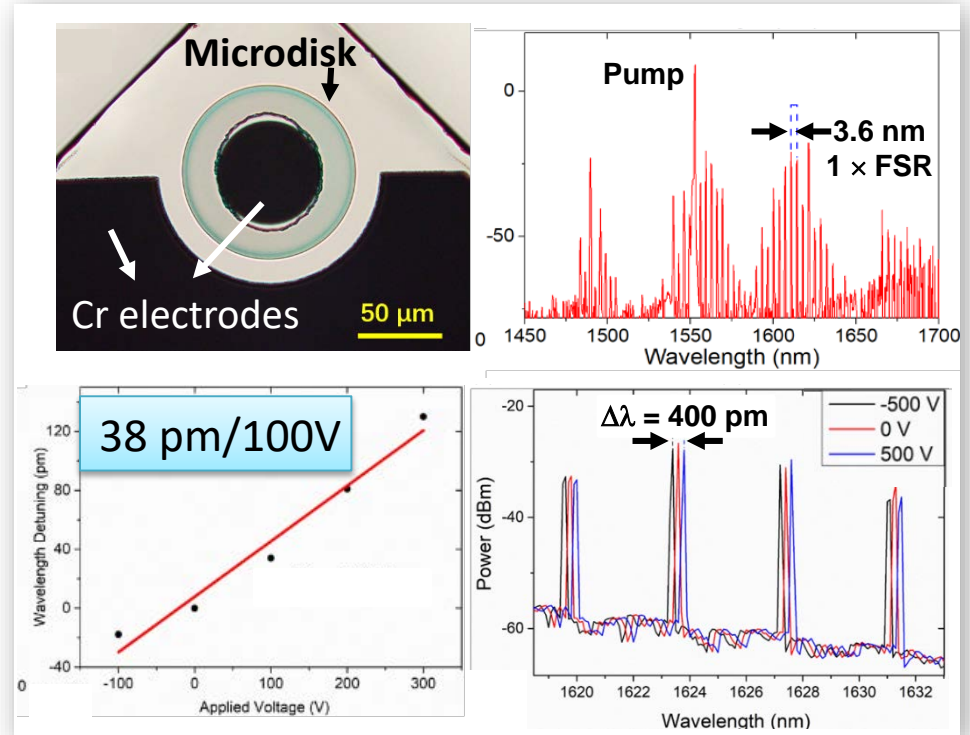 Microdisk
Cr electrodes
50 µm
Pump
3.6 nm
1 × FSR
0
-50
0
1450 1500 1550 1600 1650 1700
Wavelength (nm)
38 pm/100V
Wavelength Detuning (pm)
120
80
40
0
-40
0
-100 0 100 200 300
Applied Voltage (V)
Δλ = 400 pm
-500 V
0 V
500 V
Power (dBm)
-20
-40
-60
1620 1622 1624 1626 1628 1630 1632
Wavelength (nm)